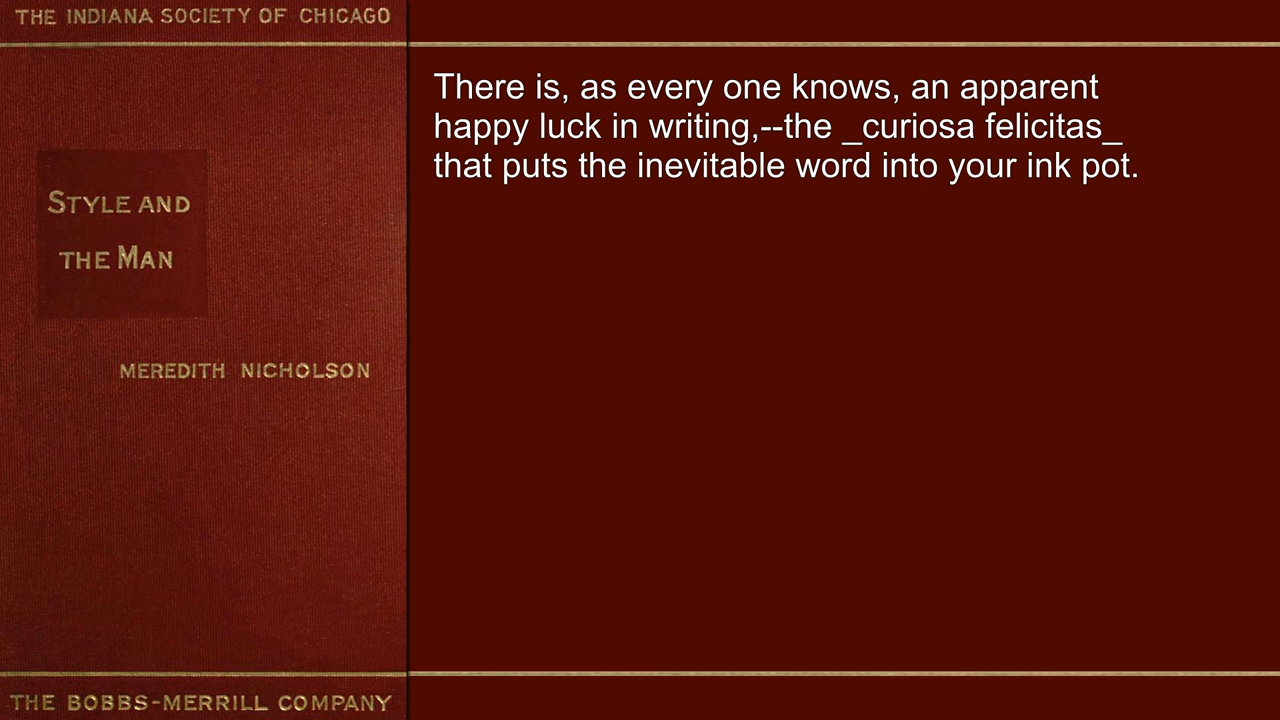 THE INDIANA SOCIETY OF CHICAGO
STYLE AND
THE MAN
MEREDITH NICHOLSON
THE BOBBS-MERRILL COMPANY
There is, as every one knows, an apparent
happy luck in writing,--the _curiosa felicitas_
that puts the inevitable word into your ink pot.